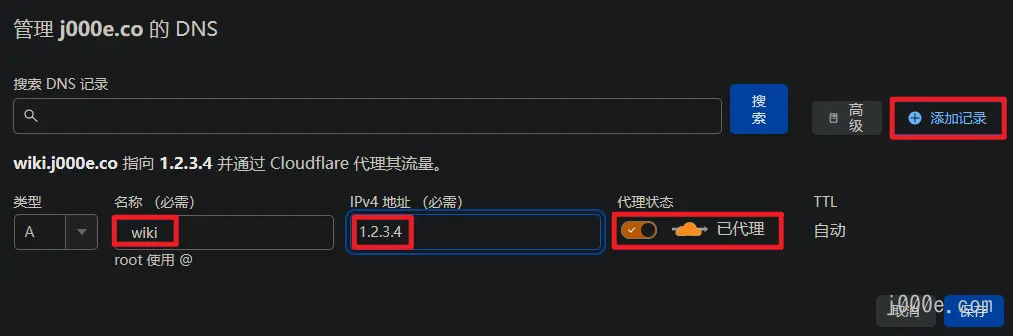 管理 j000e.co 的 DNS
搜索 DNS 记录
搜索
高级
添加记录
wiki.j000e.co 指向 1.2.3.4 并通过 Cloudflare 代理其流量。
类型 名称 （必需） IPv4 地址 （必需） 代理状态 TTL
A wiki 1.2.3.4 已代理 自动
root 使用 @
取消 保存
j000e.com